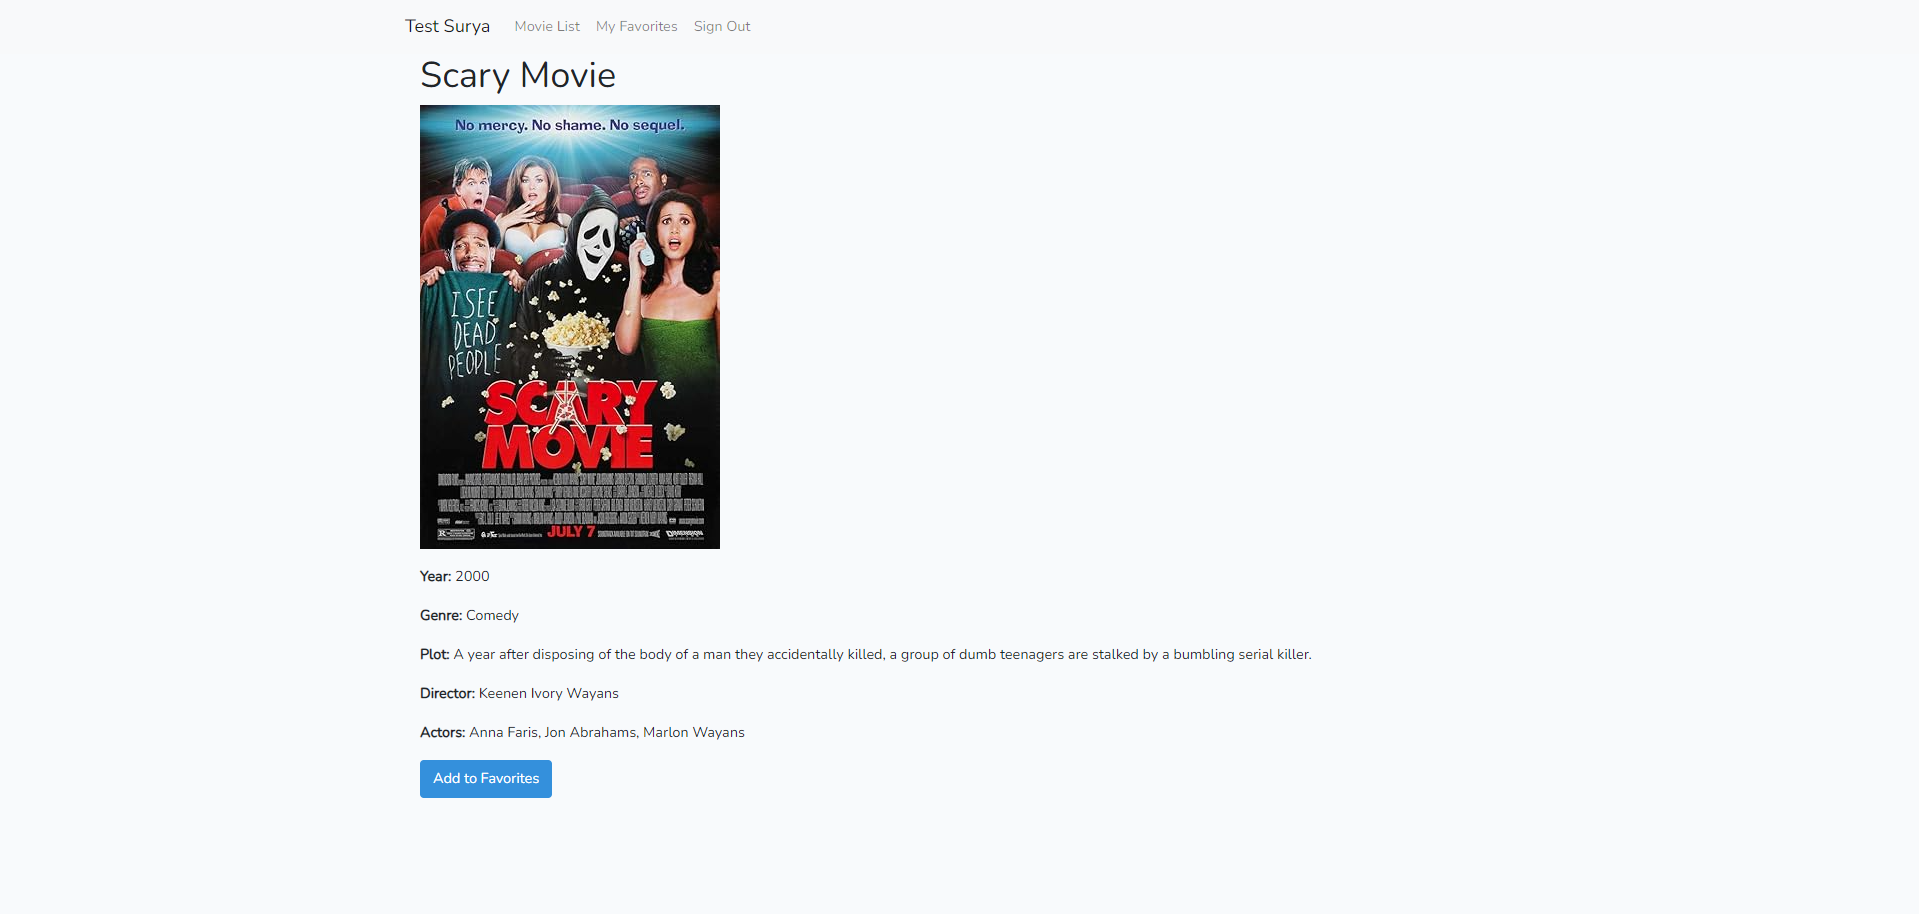 Test Surya Movie List My Favorites Sign Out
Scary Movie
No mercy. No shame. No sequel.
I SEE
DEAD
PEOPLE
SCARY
MOVIE
JULY 7
R
DIMENSION
Year: 2000
Genre: Comedy
Plot: A year after disposing of the body of a man they accidentally killed, a group of dumb teenagers are stalked by a bumbling serial killer.
Director: Keenen Ivory Wayans
Actors: Anna Faris, Jon Abrahams, Marlon Wayans
Add to Favorites